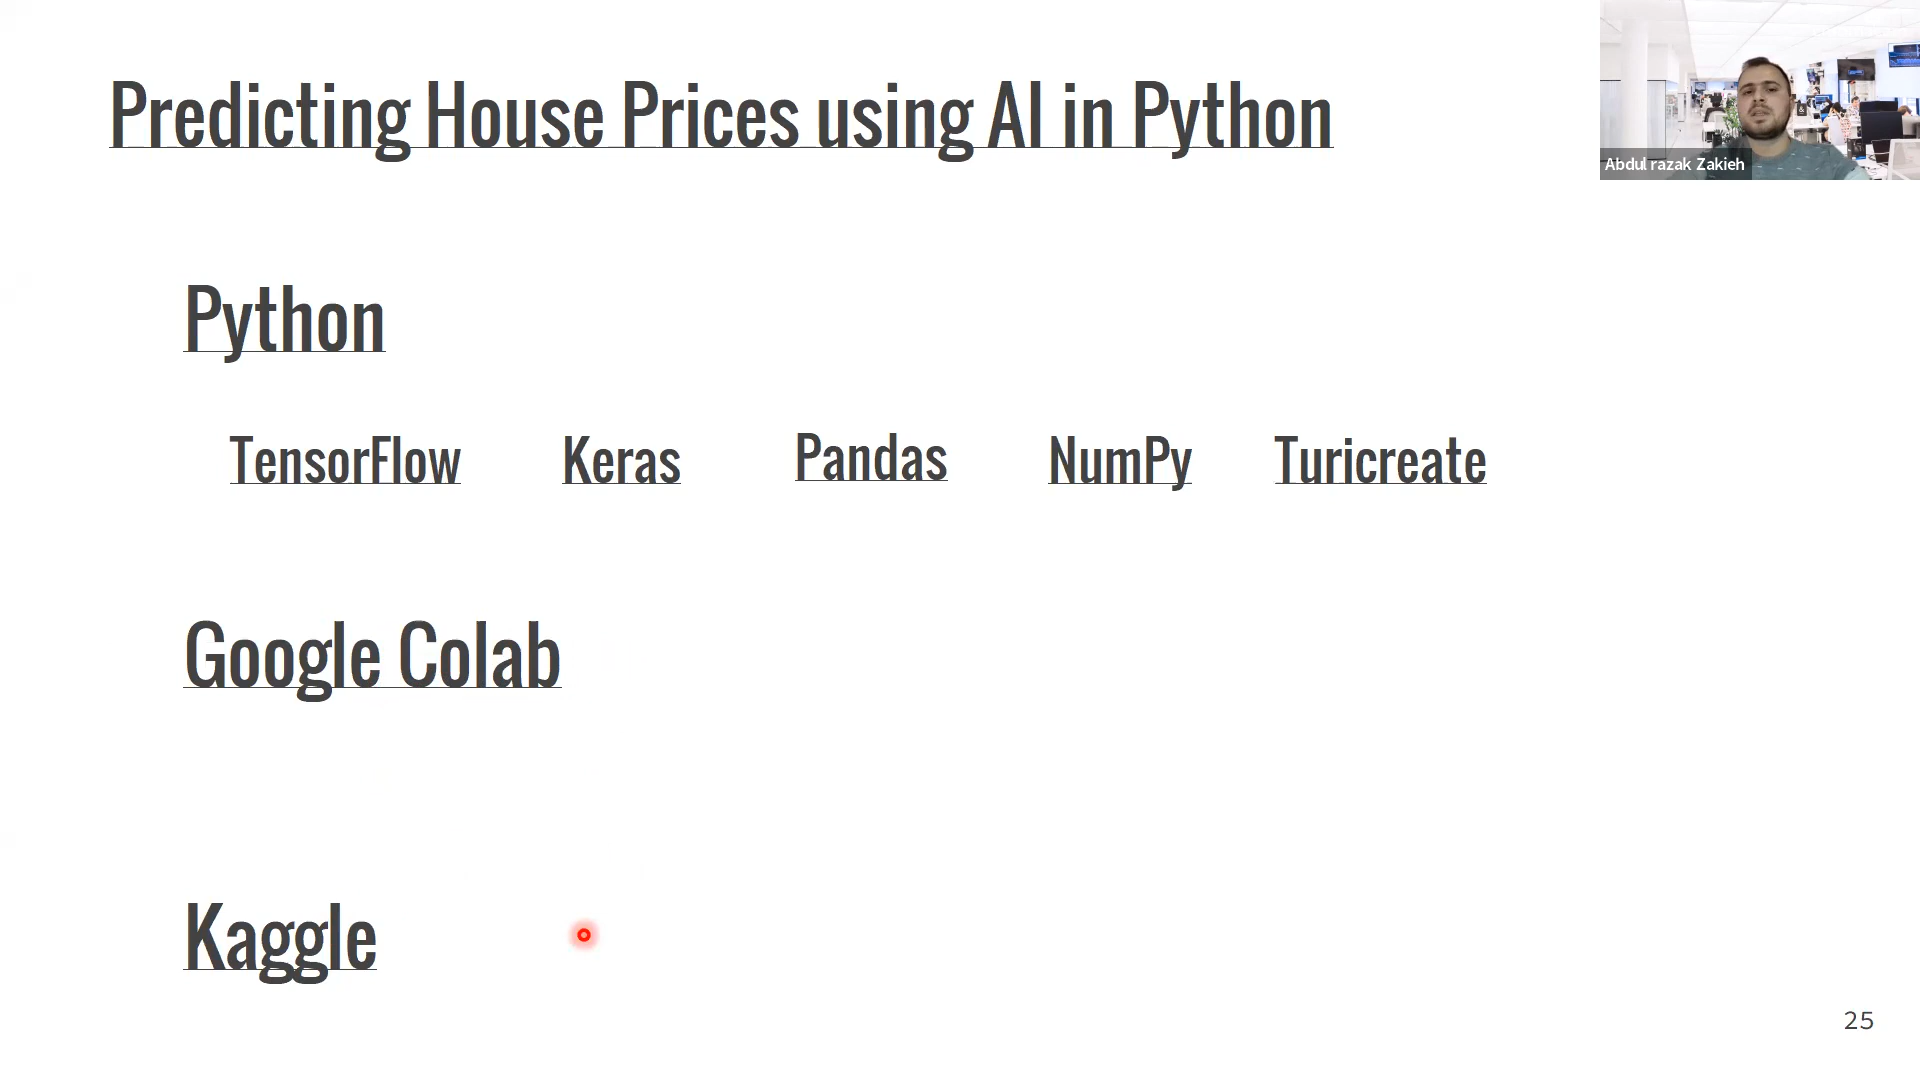 Predicting House Prices using AI in Python
Abdul razak Zakieh
Python
TensorFlow Keras Pandas NumPy Turicreate
Google Colab
Kaggle
25